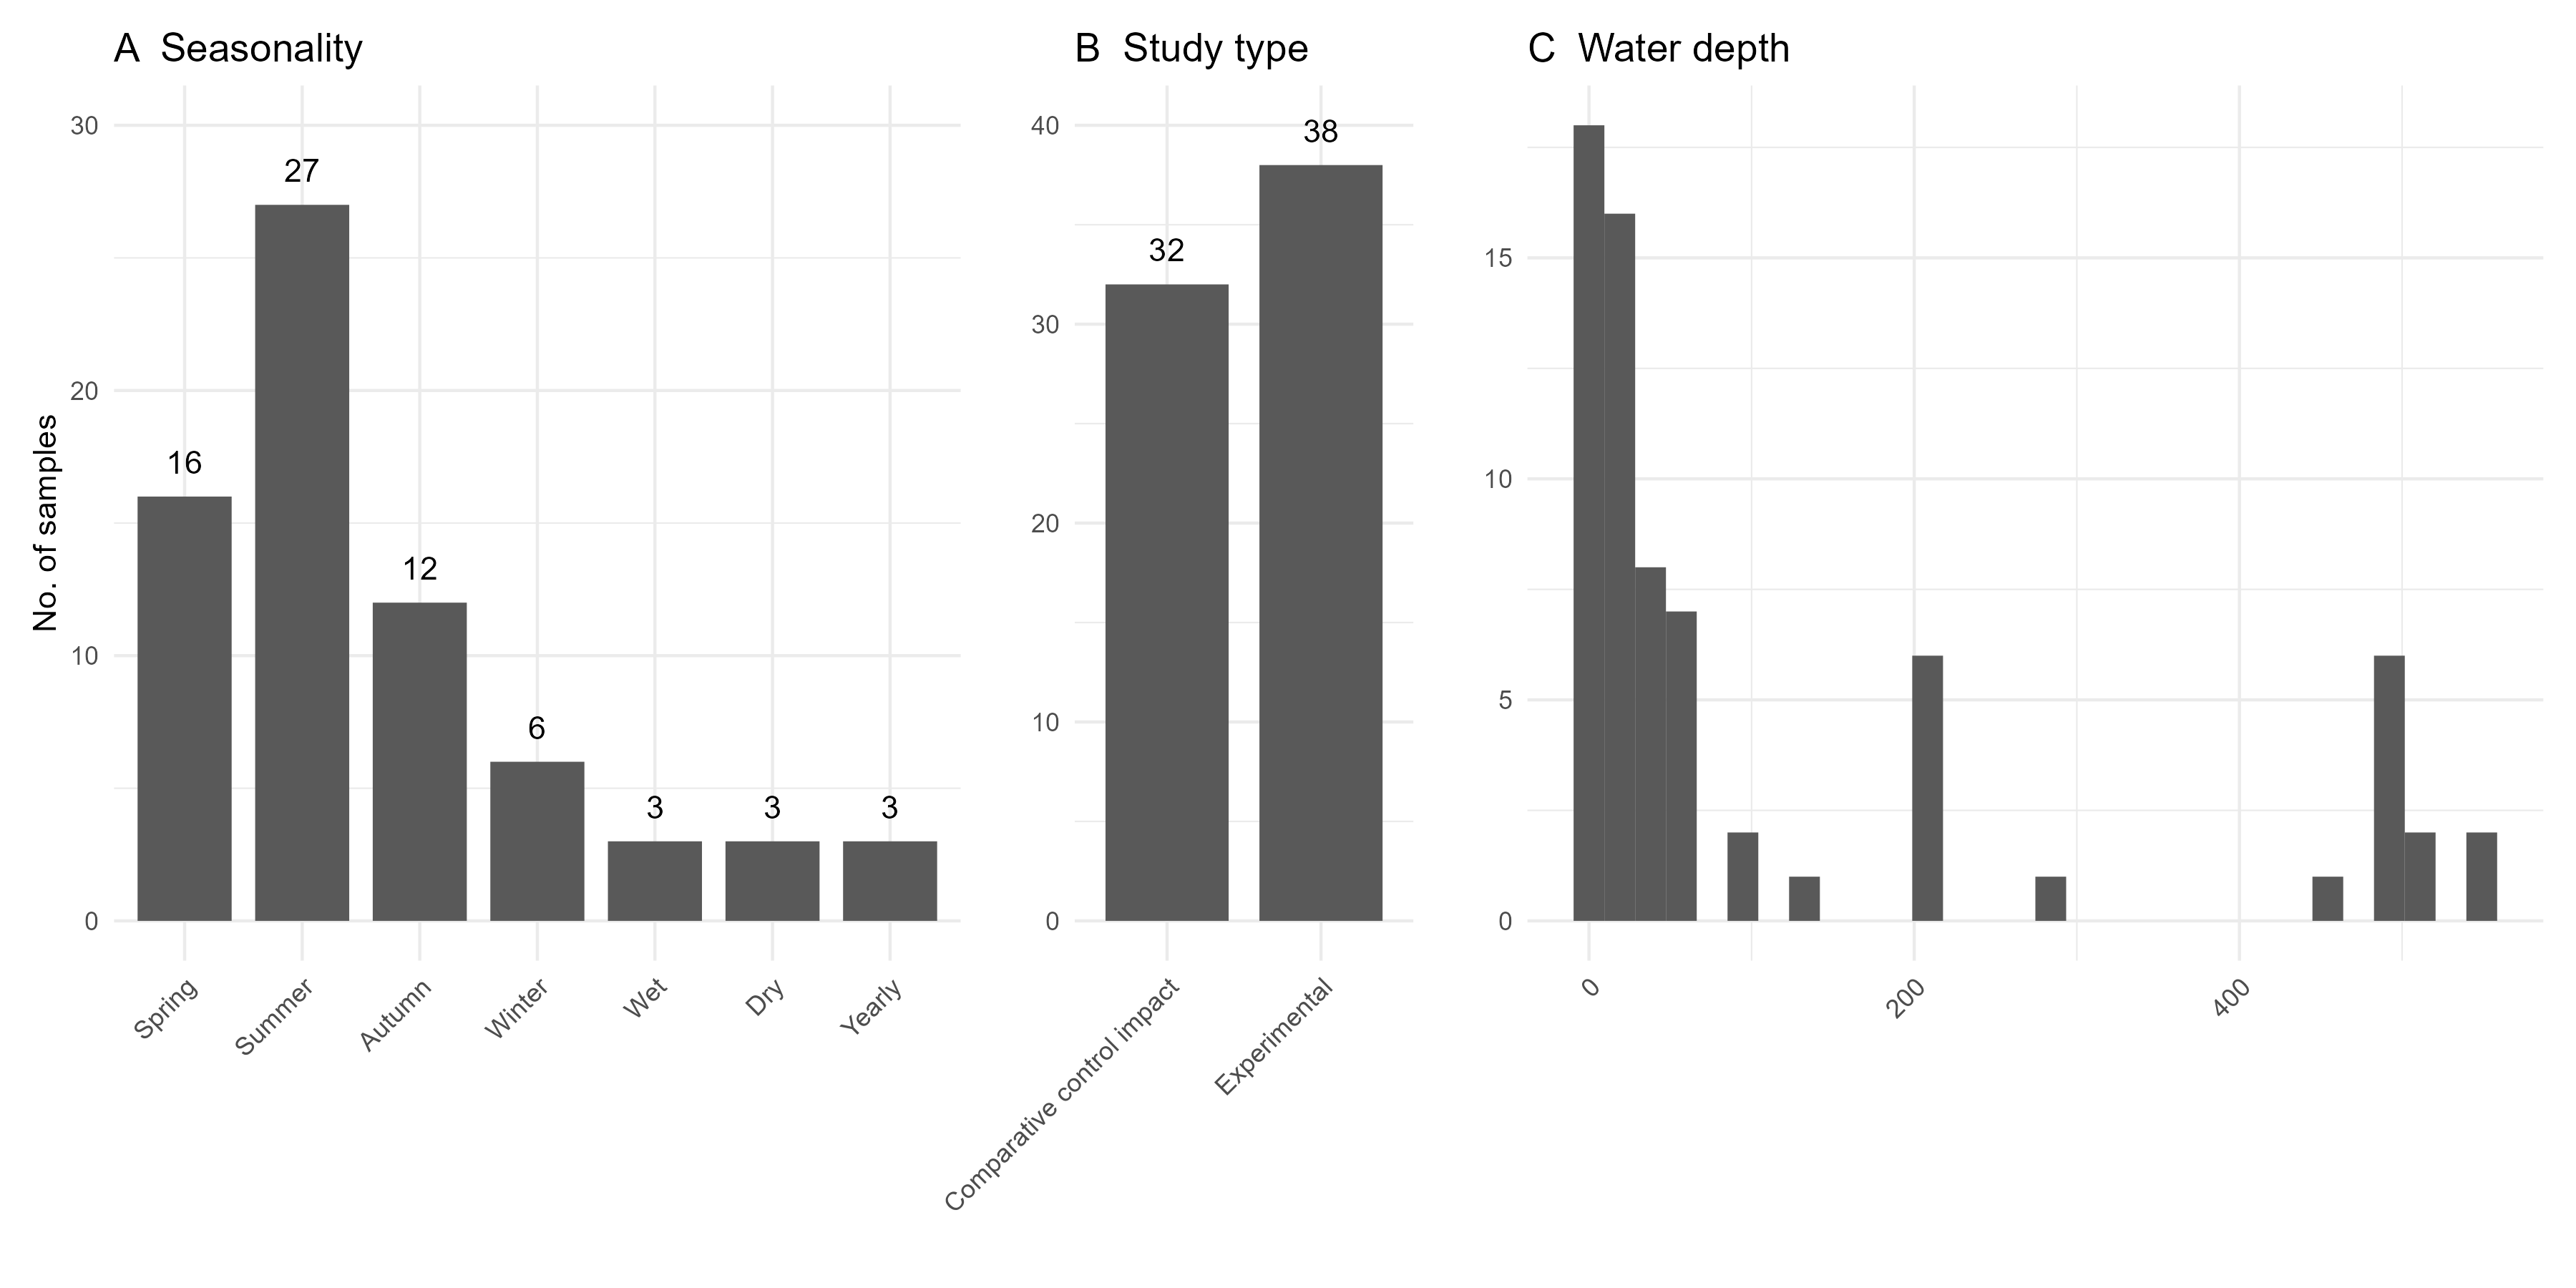 A Seasonality
No. of samples
30
20
10
0
16
27
12
6
3
3
3
Spring
Summer
Autumn
Winter
Wet
Dry
Yearly
B Study type
40
30
20
10
0
32
38
Comparative control impact
Experimental
C Water depth
15
10
5
0
0
200
400